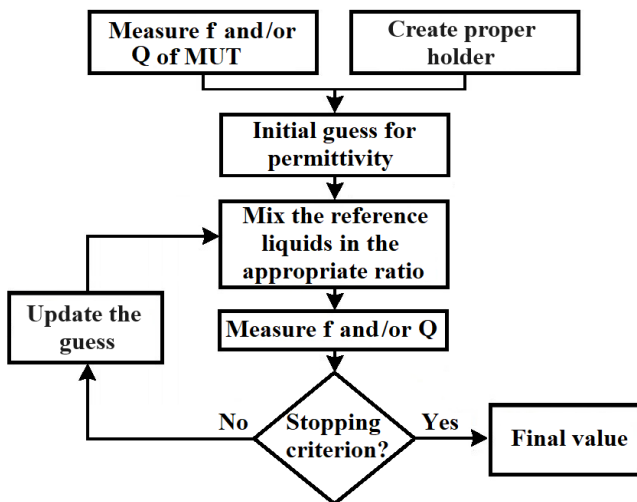 Measure f and/or
Q of MUT
Create proper
holder
Initial guess for
permittivity
Mix the reference
liquids in the
appropriate ratio
Update the
guess
Measure f and/or Q
No
Stopping
criterion?
Yes
Final value